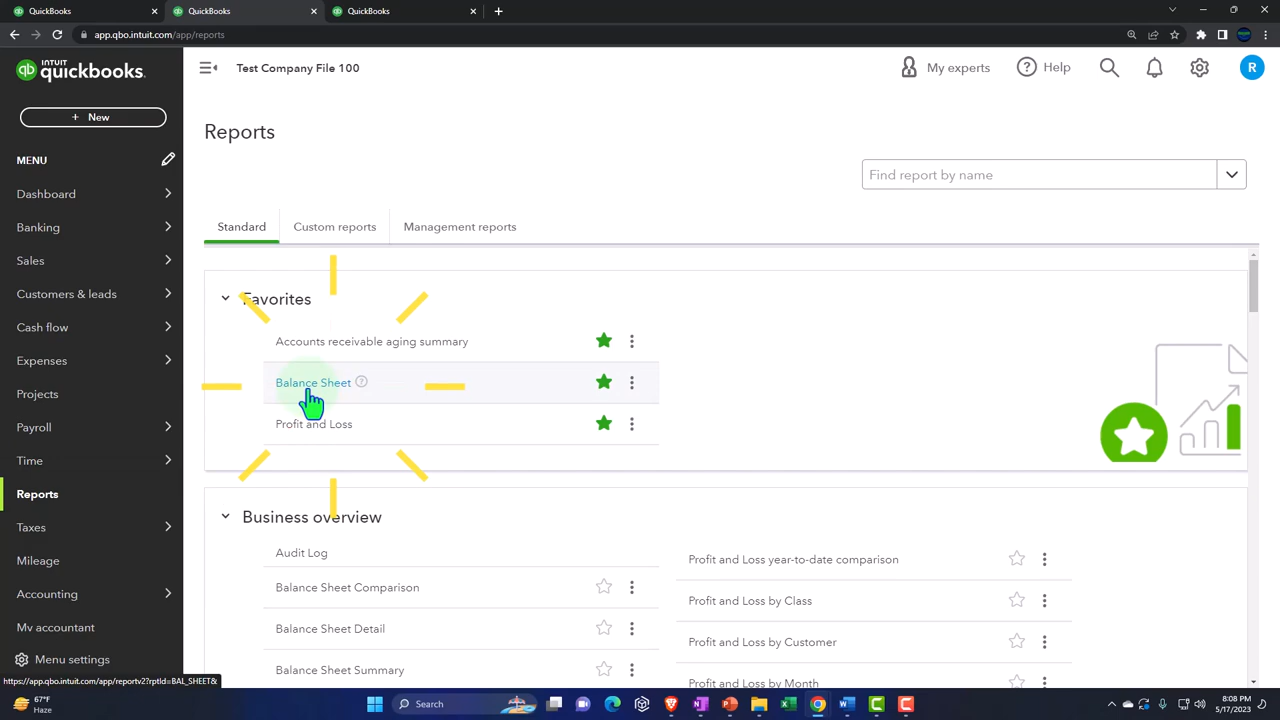 QuickBooks
QuickBooks
QuickBooks
app.qbo.intuit.com/app/reports
INTUIT
quickbooks.
Test Company File 100
My experts
Help
R
+ New
MENU
Dashboard
Banking
Sales
Customers & leads
Cash flow
Expenses
Projects
Payroll
Time
Reports
Taxes
Mileage
Accounting
My accountant
Menu settings
Reports
Find report by name
Standard
Custom reports
Management reports
Favorites
Accounts receivable aging summary
Balance Sheet
Profit and Loss
Business overview
Audit Log
Balance Sheet Comparison
Balance Sheet Detail
Balance Sheet Summary
Profit and Loss year-to-date comparison
Profit and Loss by Class
Profit and Loss by Customer
Profit and Loss by Month
https://app.qbo.intuit.com/app/reportv2?rptId=BAL_SHEET&
67°F
Haze
Search
8:08 PM
5/17/2023